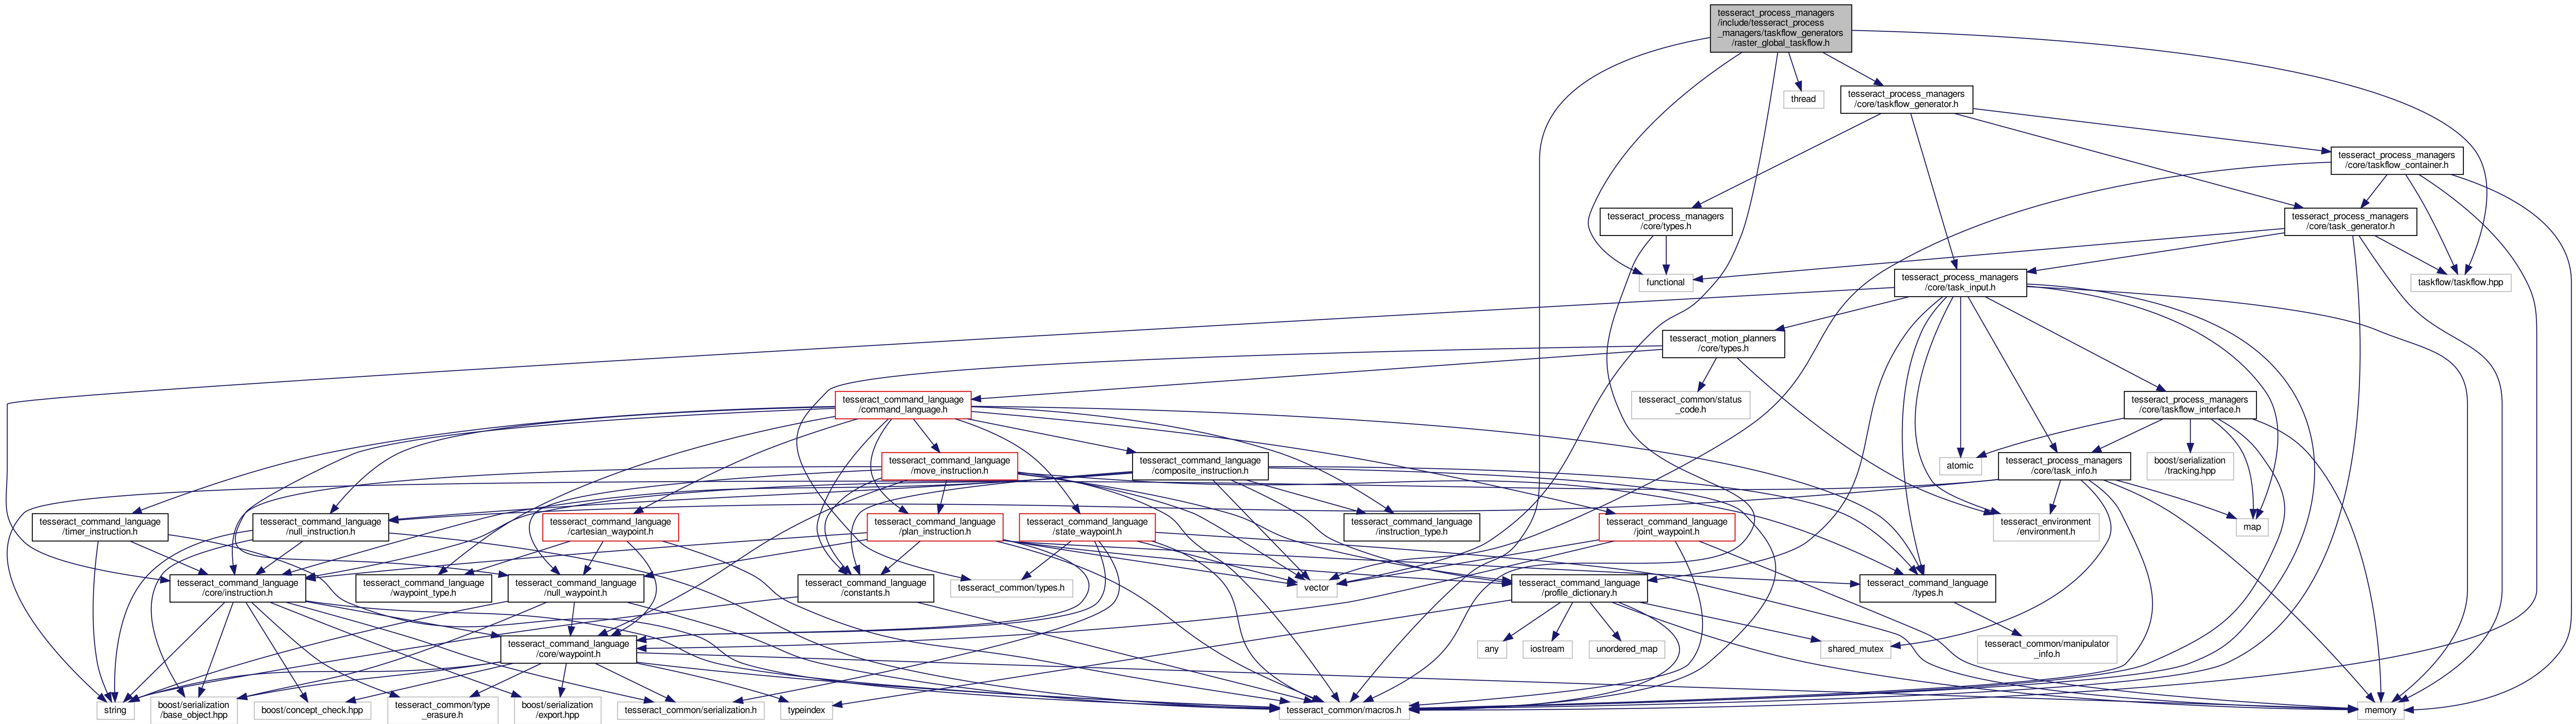 tesseract_process_managers
/include/tesseract_process
_managers/taskflow_generators
/raster_global_taskflow.h
thread
tesseract_process_managers
/core/taskflow_generator.h
tesseract_process_managers
/core/taskflow_container.h
tesseract_process_managers
/core/types.h
tesseract_process_managers
/core/task_generator.h
functional
tesseract_process_managers
/core/task_input.h
taskflow/taskflow.hpp
tesseract_motion_planners
/core/types.h
tesseract_command_language
/command_language.h
tesseract_common/status
_code.h
tesseract_process_managers
/core/taskflow_interface.h
tesseract_command_language
/move_instruction.h
tesseract_command_language
/composite_instruction.h
atomic
tesseract_process_managers
/core/task_info.h
boost/serialization
/tracking.hpp
tesseract_command_language
/timer_instruction.h
tesseract_command_language
/null_instruction.h
tesseract_command_language
/cartesian_waypoint.h
tesseract_command_language
/plan_instruction.h
tesseract_command_language
/state_waypoint.h
tesseract_command_language
/instruction_type.h
tesseract_command_language
/joint_waypoint.h
tesseract_environment
/environment.h
map
tesseract_command_language
/core/instruction.h
tesseract_command_language
/waypoint_type.h
tesseract_command_language
/null_waypoint.h
tesseract_command_language
/constants.h
tesseract_common/types.h
vector
tesseract_command_language
/profile_dictionary.h
tesseract_command_language
/types.h
tesseract_command_language
/core/waypoint.h
any
iostream
unordered_map
shared_mutex
tesseract_common/manipulator
_info.h
string
boost/serialization
/base_object.hpp
boost/concept_check.hpp
tesseract_common/type
_erasure.h
boost/serialization
/export.hpp
tesseract_common/serialization.h
typeindex
tesseract_common/macros.h
memory